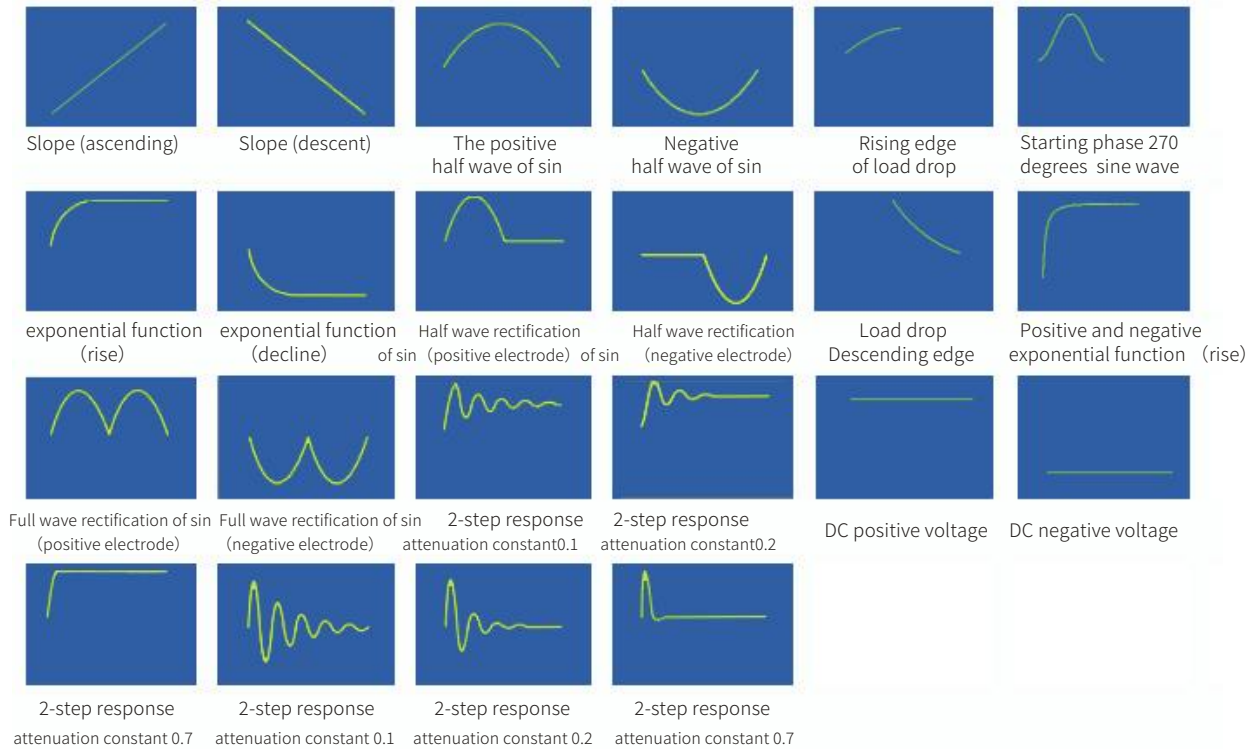 Slope (ascending)
Slope (descent)
The positive
half wave of sin
Negative
half wave of sin
Rising edge
of load drop
Starting phase 270
degrees sine wave
exponential function
（rise）
exponential function
（decline）
Half wave rectification
of sin（positive electrode）
Half wave rectification
of sin （negative electrode）
Load drop
Descending edge
Positive and negative
exponential function （rise）
Full wave rectification of sin
（positive electrode）
Full wave rectification of sin
（negative electrode）
2-step response
attenuation constant0.1
2-step response
attenuation constant0.2
DC positive voltage
DC negative voltage
2-step response
attenuation constant 0.7
2-step response
attenuation constant 0.1
2-step response
attenuation constant 0.2
2-step response
attenuation constant 0.7